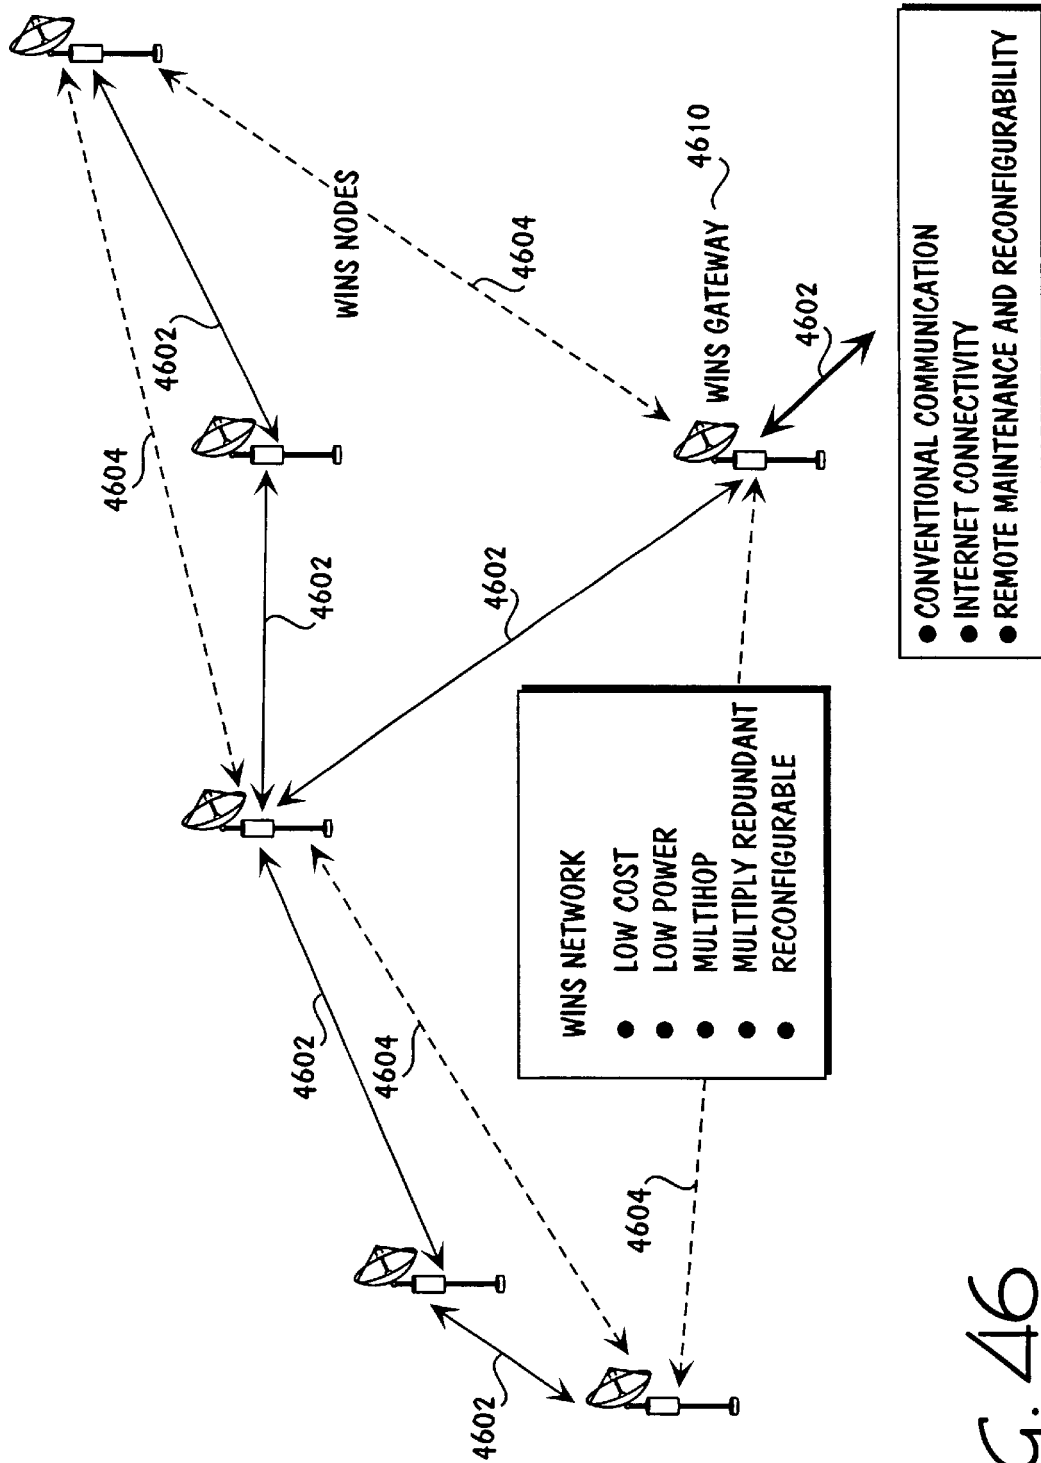 4604
4602
4602
4602
WINS NODES
4604
4602
4602
4604
WINS NETWORK
● LOW COST
● LOW POWER
● MULTIHOP
● MULTIPLY REDUNDANT
● RECONFIGURABLE
4604
WINS GATEWAY 4610
4602
● CONVENTIONAL COMMUNICATION
● INTERNET CONNECTIVITY
● REMOTE MAINTENANCE AND RECONFIGURABILITY
G. 46